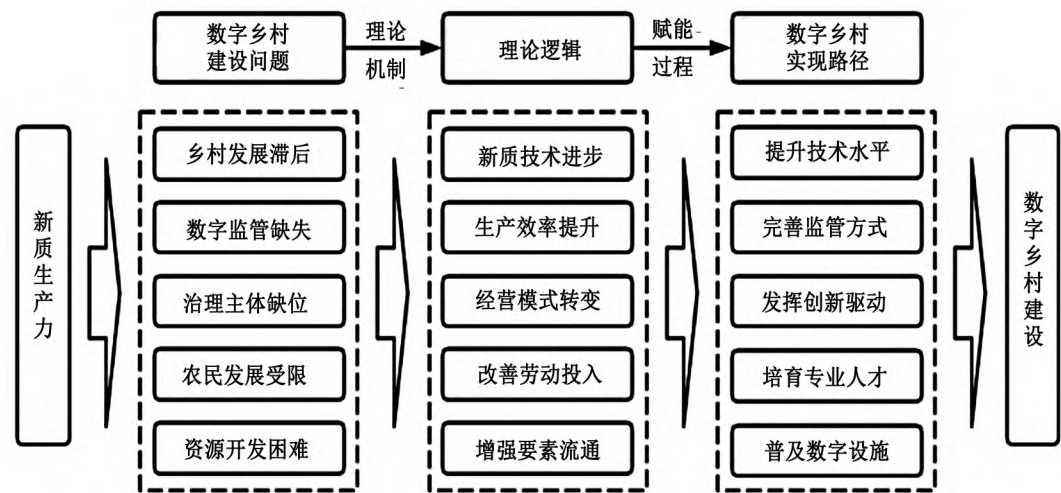 数字乡村
建设问题
理论
机制
理论逻辑
赋能
过程
数字乡村
实现路径
新质生产力
乡村发展滞后
数字监管缺失
治理主体缺位
农民发展受限
资源开发困难
新质技术进步
生产效率提升
经营模式转变
改善劳动投入
增强要素流通
提升技术水平
完善监管方式
发挥创新驱动
培育专业人才
普及数字设施
数字乡村建设